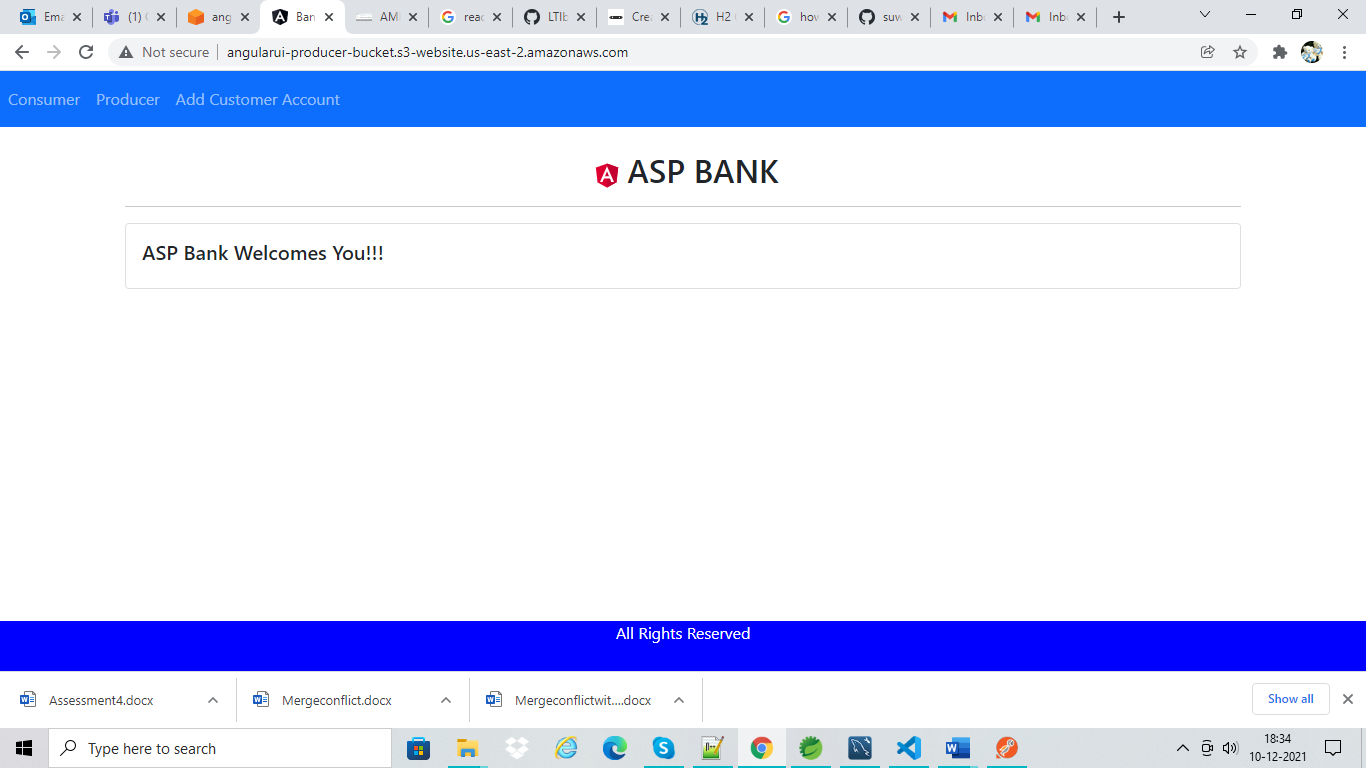 Ema
(1)
ang
Ban
AMI
reac
LTIb
Crea
H2
how
suw
Inb
Inb
Not secure
angularui-producer-bucket.s3-website.us-east-2.amazonaws.com
Consumer Producer Add Customer Account
ASP BANK
ASP Bank Welcomes You!!!
All Rights Reserved
Assessment4.docx
Mergeconflict.docx
Mergeconflictwit....docx
Show all
Type here to search
18:34
10-12-2021